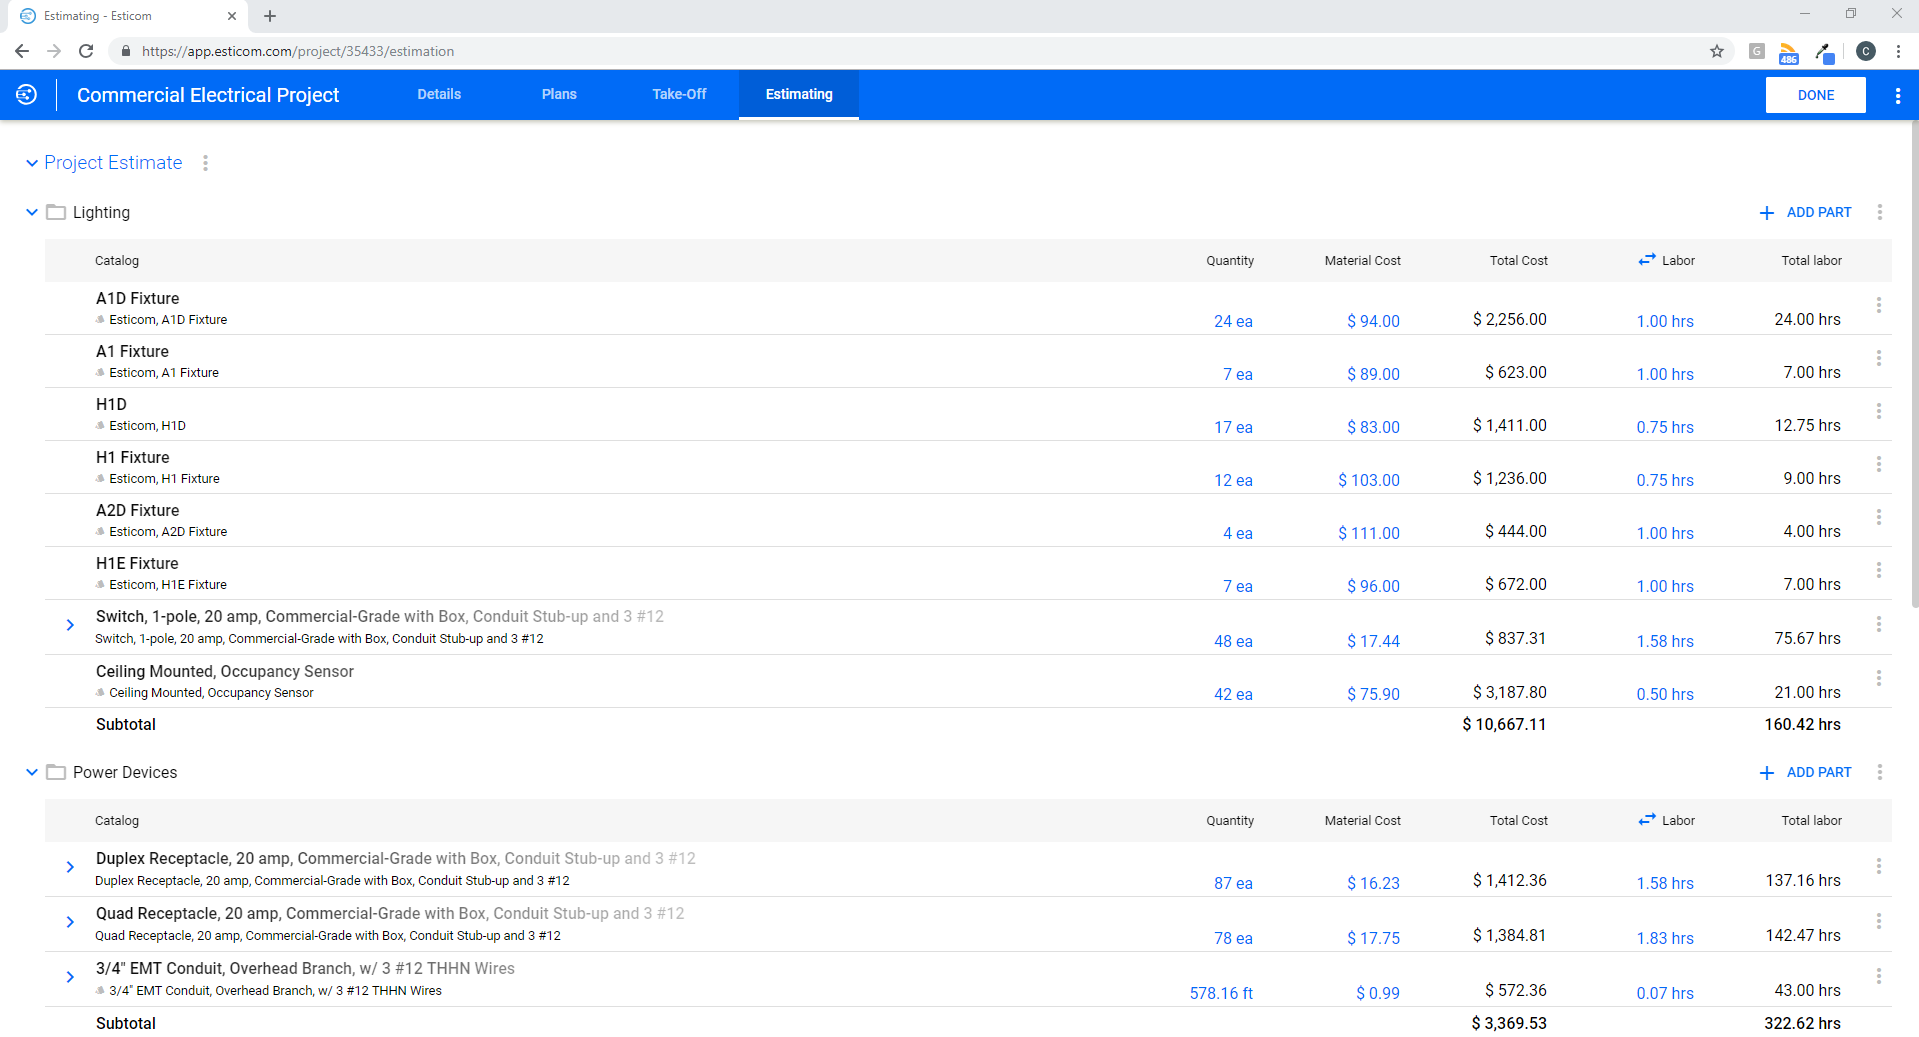 Estimating - Esticom
https://app.esticom.com/project/35433/estimation
G
486
C
Commercial Electrical Project Details Plans Take-Off Estimating DONE
Project Estimate
Lighting ADD PART
Catalog Quantity Material Cost Total Cost Labor Total labor
A1D Fixture
Esticom, A1D Fixture 24 ea $ 94.00 $ 2,256.00 1.00 hrs 24.00 hrs
A1 Fixture
Esticom, A1 Fixture 7 ea $ 89.00 $ 623.00 1.00 hrs 7.00 hrs
H1D
Esticom, H1D 17 ea $ 83.00 $ 1,411.00 0.75 hrs 12.75 hrs
H1 Fixture
Esticom, H1 Fixture 12 ea $ 103.00 $ 1,236.00 0.75 hrs 9.00 hrs
A2D Fixture
Esticom, A2D Fixture 4 ea $ 111.00 $ 444.00 1.00 hrs 4.00 hrs
H1E Fixture
Esticom, H1E Fixture 7 ea $ 96.00 $ 672.00 1.00 hrs 7.00 hrs
Switch, 1-pole, 20 amp, Commercial-Grade with Box, Conduit Stub-up and 3 #12
Switch, 1-pole, 20 amp, Commercial-Grade with Box, Conduit Stub-up and 3 #12 48 ea $ 17.44 $ 837.31 1.58 hrs 75.67 hrs
Ceiling Mounted, Occupancy Sensor
Ceiling Mounted, Occupancy Sensor 42 ea $ 75.90 $ 3,187.80 0.50 hrs 21.00 hrs
Subtotal $ 10,667.11 160.42 hrs
Power Devices ADD PART
Catalog Quantity Material Cost Total Cost Labor Total labor
Duplex Receptacle, 20 amp, Commercial-Grade with Box, Conduit Stub-up and 3 #12
Duplex Receptacle, 20 amp, Commercial-Grade with Box, Conduit Stub-up and 3 #12 87 ea $ 16.23 $ 1,412.36 1.58 hrs 137.16 hrs
Quad Receptacle, 20 amp, Commercial-Grade with Box, Conduit Stub-up and 3 #12
Quad Receptacle, 20 amp, Commercial-Grade with Box, Conduit Stub-up and 3 #12 78 ea $ 17.75 $ 1,384.81 1.83 hrs 142.47 hrs
3/4" EMT Conduit, Overhead Branch, w/ 3 #12 THHN Wires
3/4" EMT Conduit, Overhead Branch, w/ 3 #12 THHN Wires 578.16 ft $ 0.99 $ 572.36 0.07 hrs 43.00 hrs
Subtotal $ 3,369.53 322.62 hrs